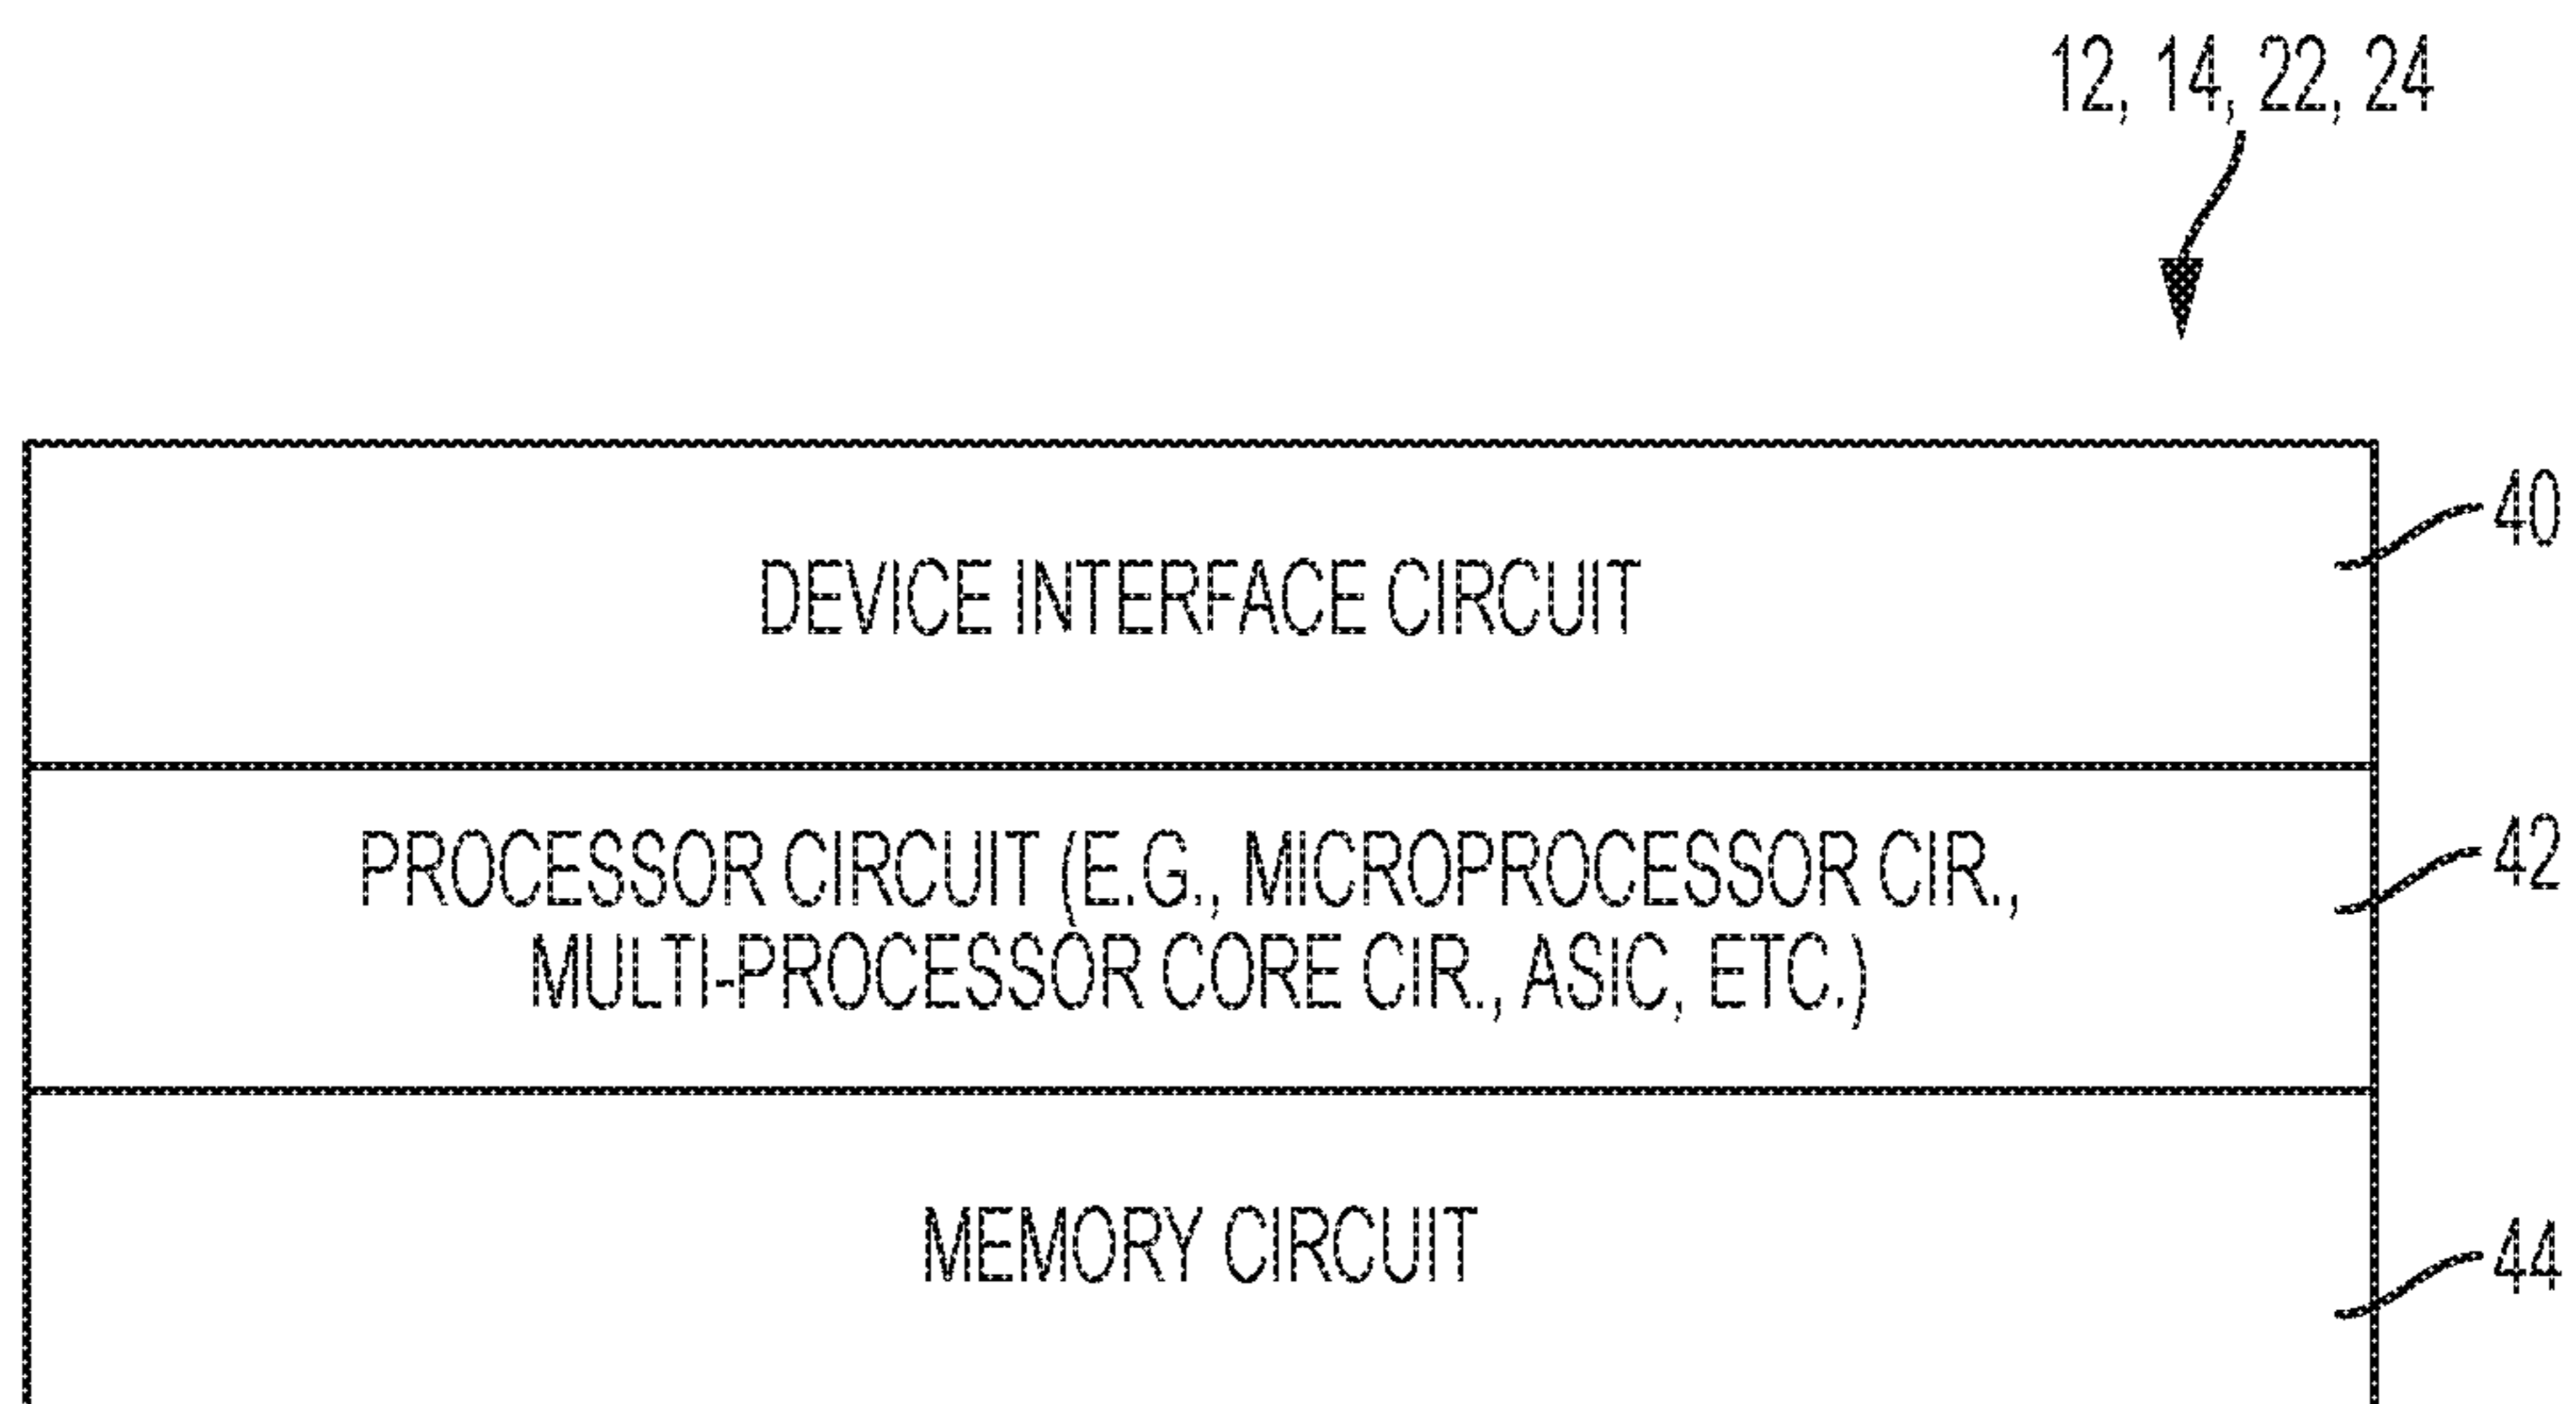 12, 14, 22, 24
DEVICE INTERFACE CIRCUIT
40
PROCESSOR CIRCUIT (E.G., MICROPROCESSOR CIR.,
MULTI-PROCESSOR CORE CIR., ASIC, ETC.)
42
MEMORY CIRCUIT
44